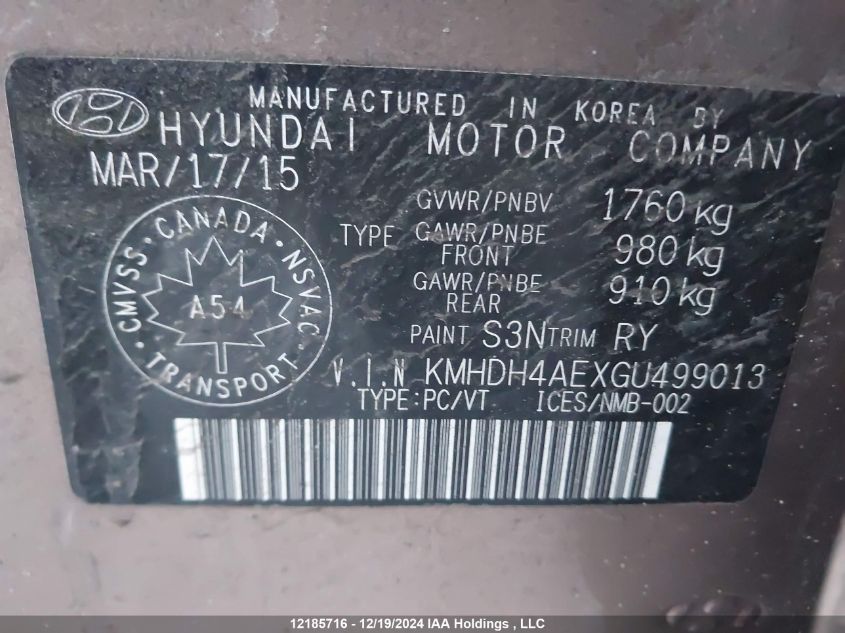 MANUFACTURED IN KOREA BY
HYUNDAI MOTOR COMPANY
MAR/17/15
GVWR/PNBV 1760 kg
TYPE GAWR/PNBE FRONT 980 kg
GAWR/PNBE REAR 910 kg
PAINT S3N TRIM RY
V.I.N KMHDH4AEXGU499013
TYPE:PC/VT ICES/NMB-002
CANADA · NSVAC · TRANSPORT · CMVSS ·
A54
12185716 - 12/19/2024 IAA Holdings , LLC